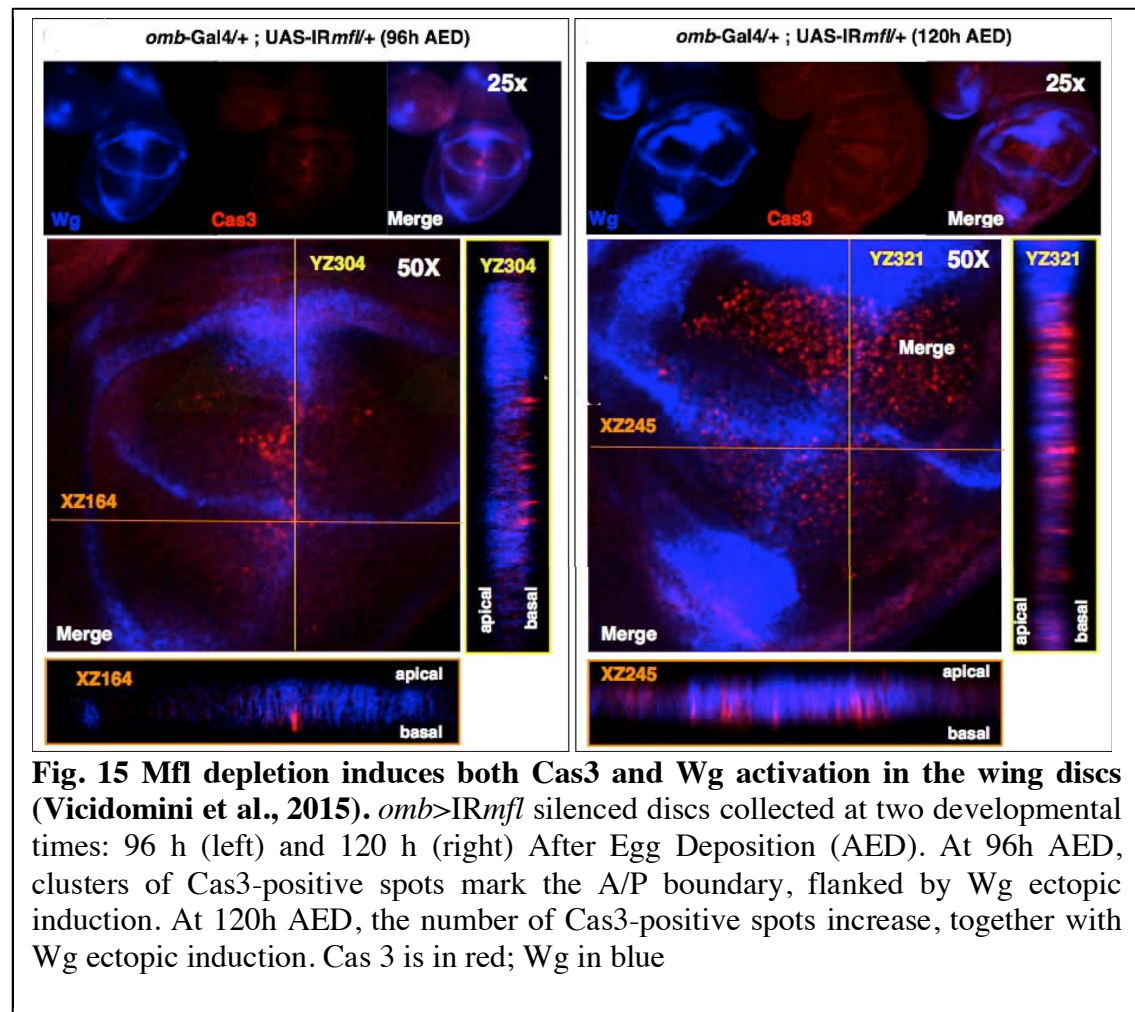 omb-Gal4/+ ; UAS-IRmfl/+ (96h AED)
25x
Wg
Cas3
Merge
YZ304
50X
YZ304
XZ164
Merge
apical
basal
XZ164
apical
basal
omb-Gal4/+ ; UAS-IRmfl/+ (120h AED)
25x
Wg
Cas3
Merge
YZ321
50X
YZ321
Merge
XZ245
Merge
apical
basal
XZ245
apical
basal
Fig. 15 Mfl depletion induces both Cas3 and Wg activation in the wing discs
(Vicidomini et al., 2015). omb>IRmfl silenced discs collected at two developmental
times: 96 h (left) and 120 h (right) After Egg Deposition (AED). At 96h AED,
clusters of Cas3-positive spots mark the A/P boundary, flanked by Wg ectopic
induction. At 120h AED, the number of Cas3-positive spots increase, together with
Wg ectopic induction. Cas 3 is in red; Wg in blue